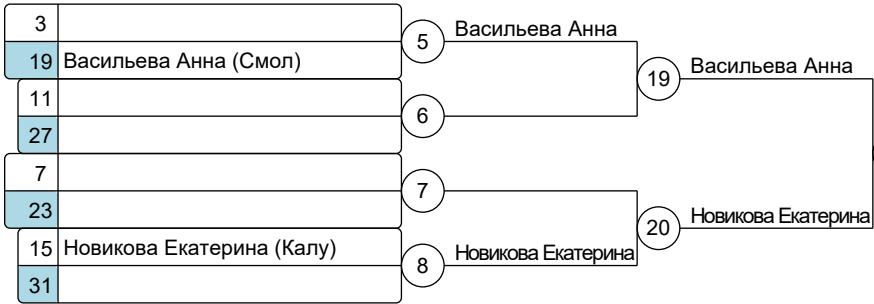 3
5 Васильева Анна
19 Васильева Анна (Смол)
19 Васильева Анна
11
6
27
7
7
23
20 Новикова Екатерина
15 Новикова Екатерина (Калу)
8 Новикова Екатерина
31